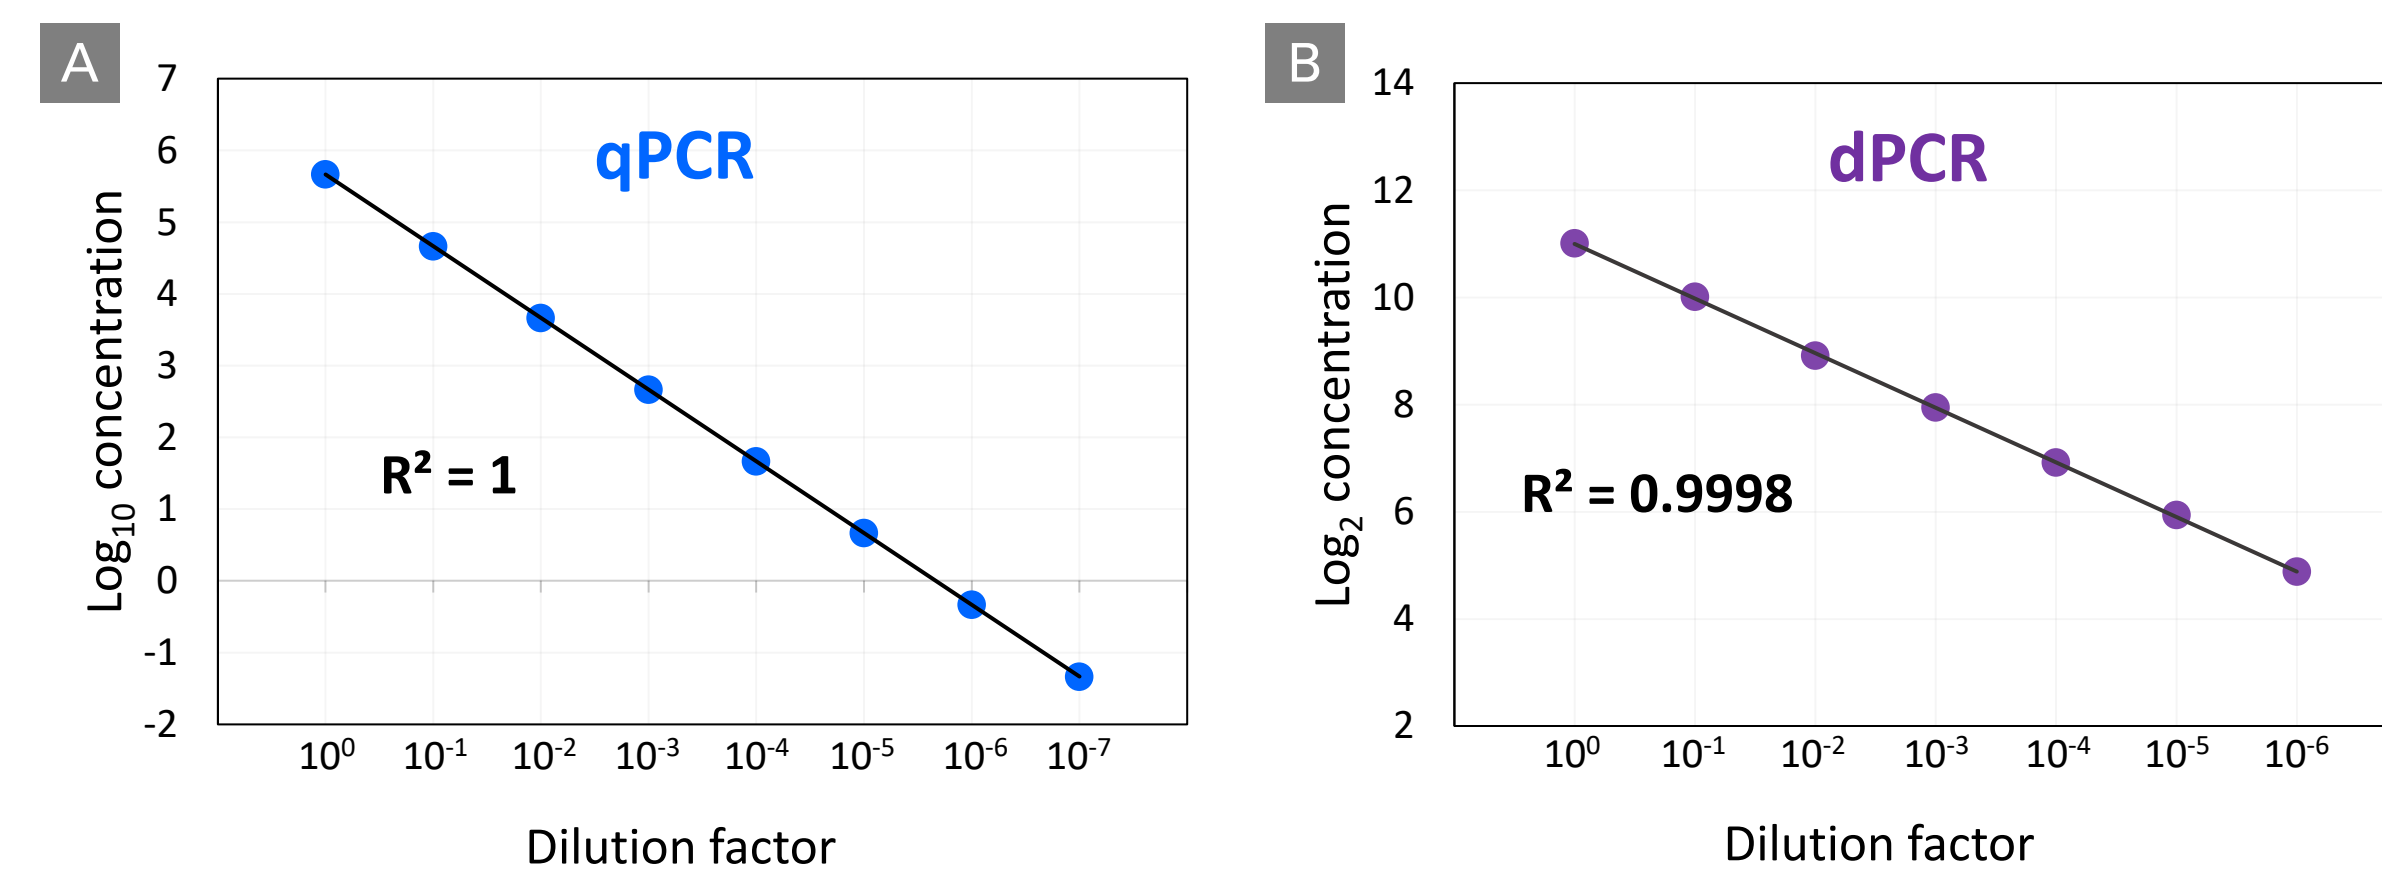 A
qPCR
7
6
5
4
3
2
1
0
-1
-2
Log₁₀ concentration
R² = 1
10⁰ 10⁻¹ 10⁻² 10⁻³ 10⁻⁴ 10⁻⁵ 10⁻⁶ 10⁻⁷
Dilution factor
B
dPCR
14
12
10
8
6
4
2
Log₂ concentration
R² = 0.9998
10⁰ 10⁻¹ 10⁻² 10⁻³ 10⁻⁴ 10⁻⁵ 10⁻⁶
Dilution factor